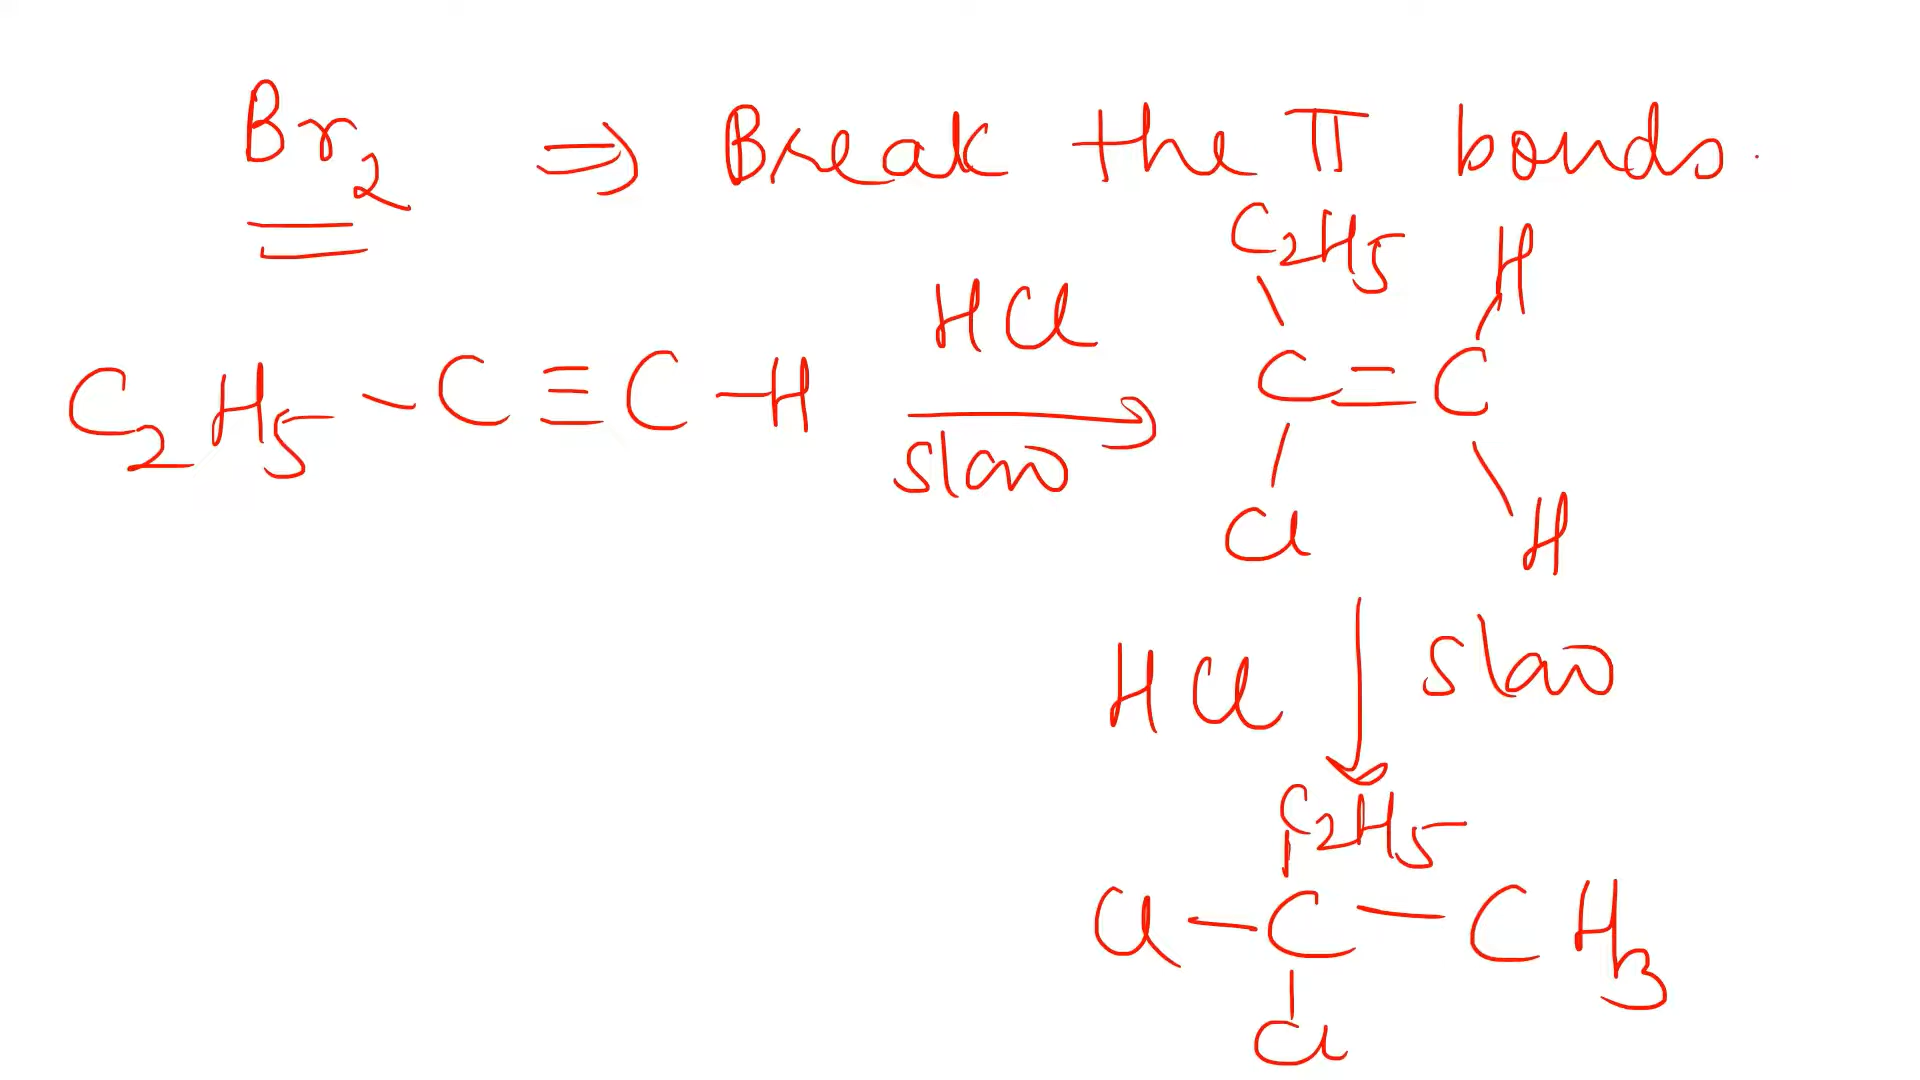 Br2 ⇒ Break the π bonds.
C2H5 H
HCl
C2H5 - C ≡ C - H → C = C
slow
Cl H
HCl ↓ slow
C2H5
Cl - C - CH3
Cl